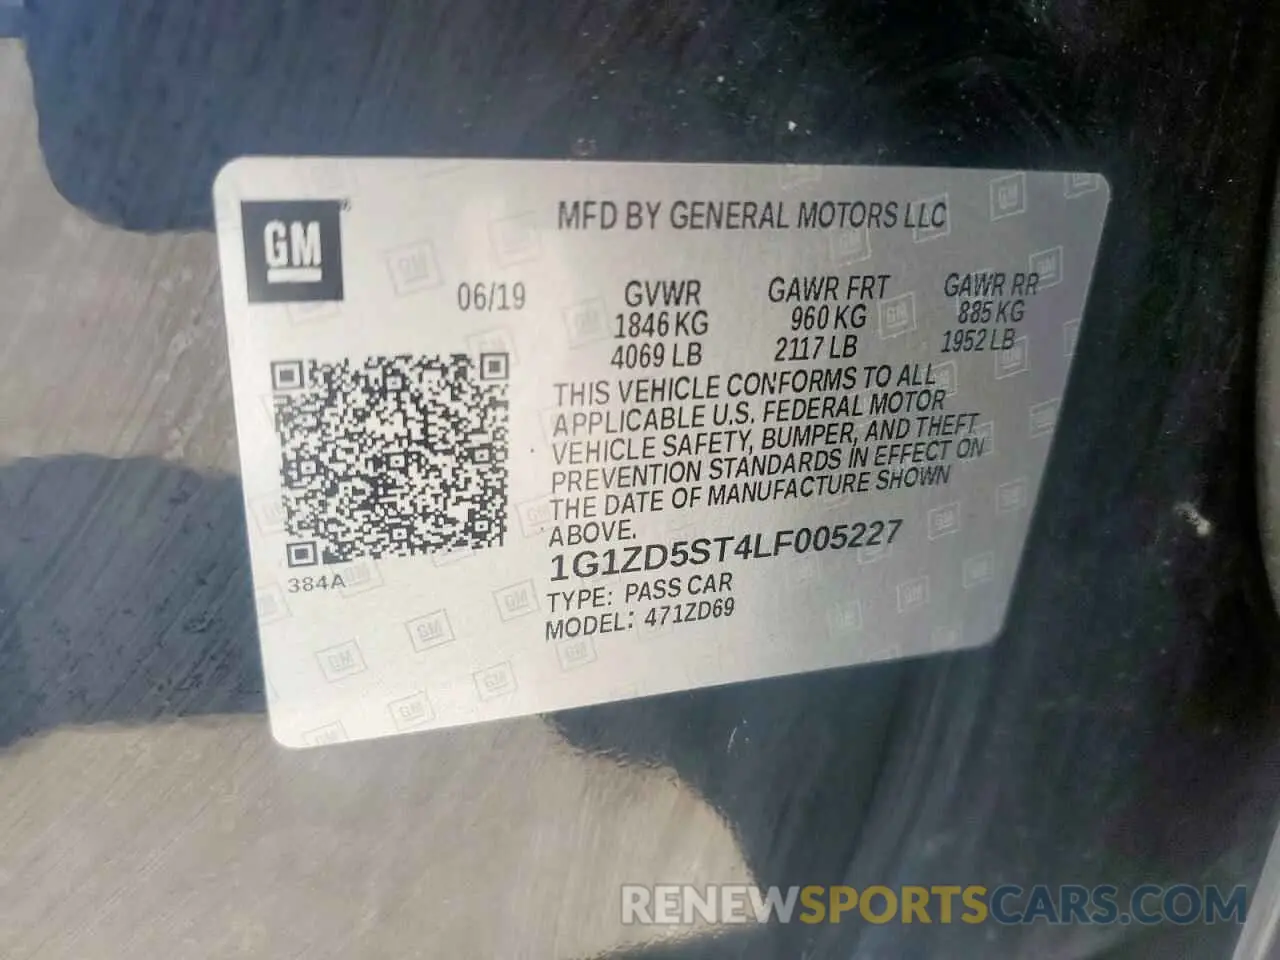 GM
MFD BY GENERAL MOTORS LLC
06/19 GVWR GAWR FRT GAWR RR
1846 KG 960 KG 885 KG
4069 LB 2117 LB 1952 LB
THIS VEHICLE CONFORMS TO ALL
APPLICABLE U.S. FEDERAL MOTOR
VEHICLE SAFETY, BUMPER, AND THEFT
PREVENTION STANDARDS IN EFFECT ON
THE DATE OF MANUFACTURE SHOWN
ABOVE.
1G1ZD5ST4LF005227
384A
TYPE: PASS CAR
MODEL: 471ZD69
RENEWSPORTSCARS.COM